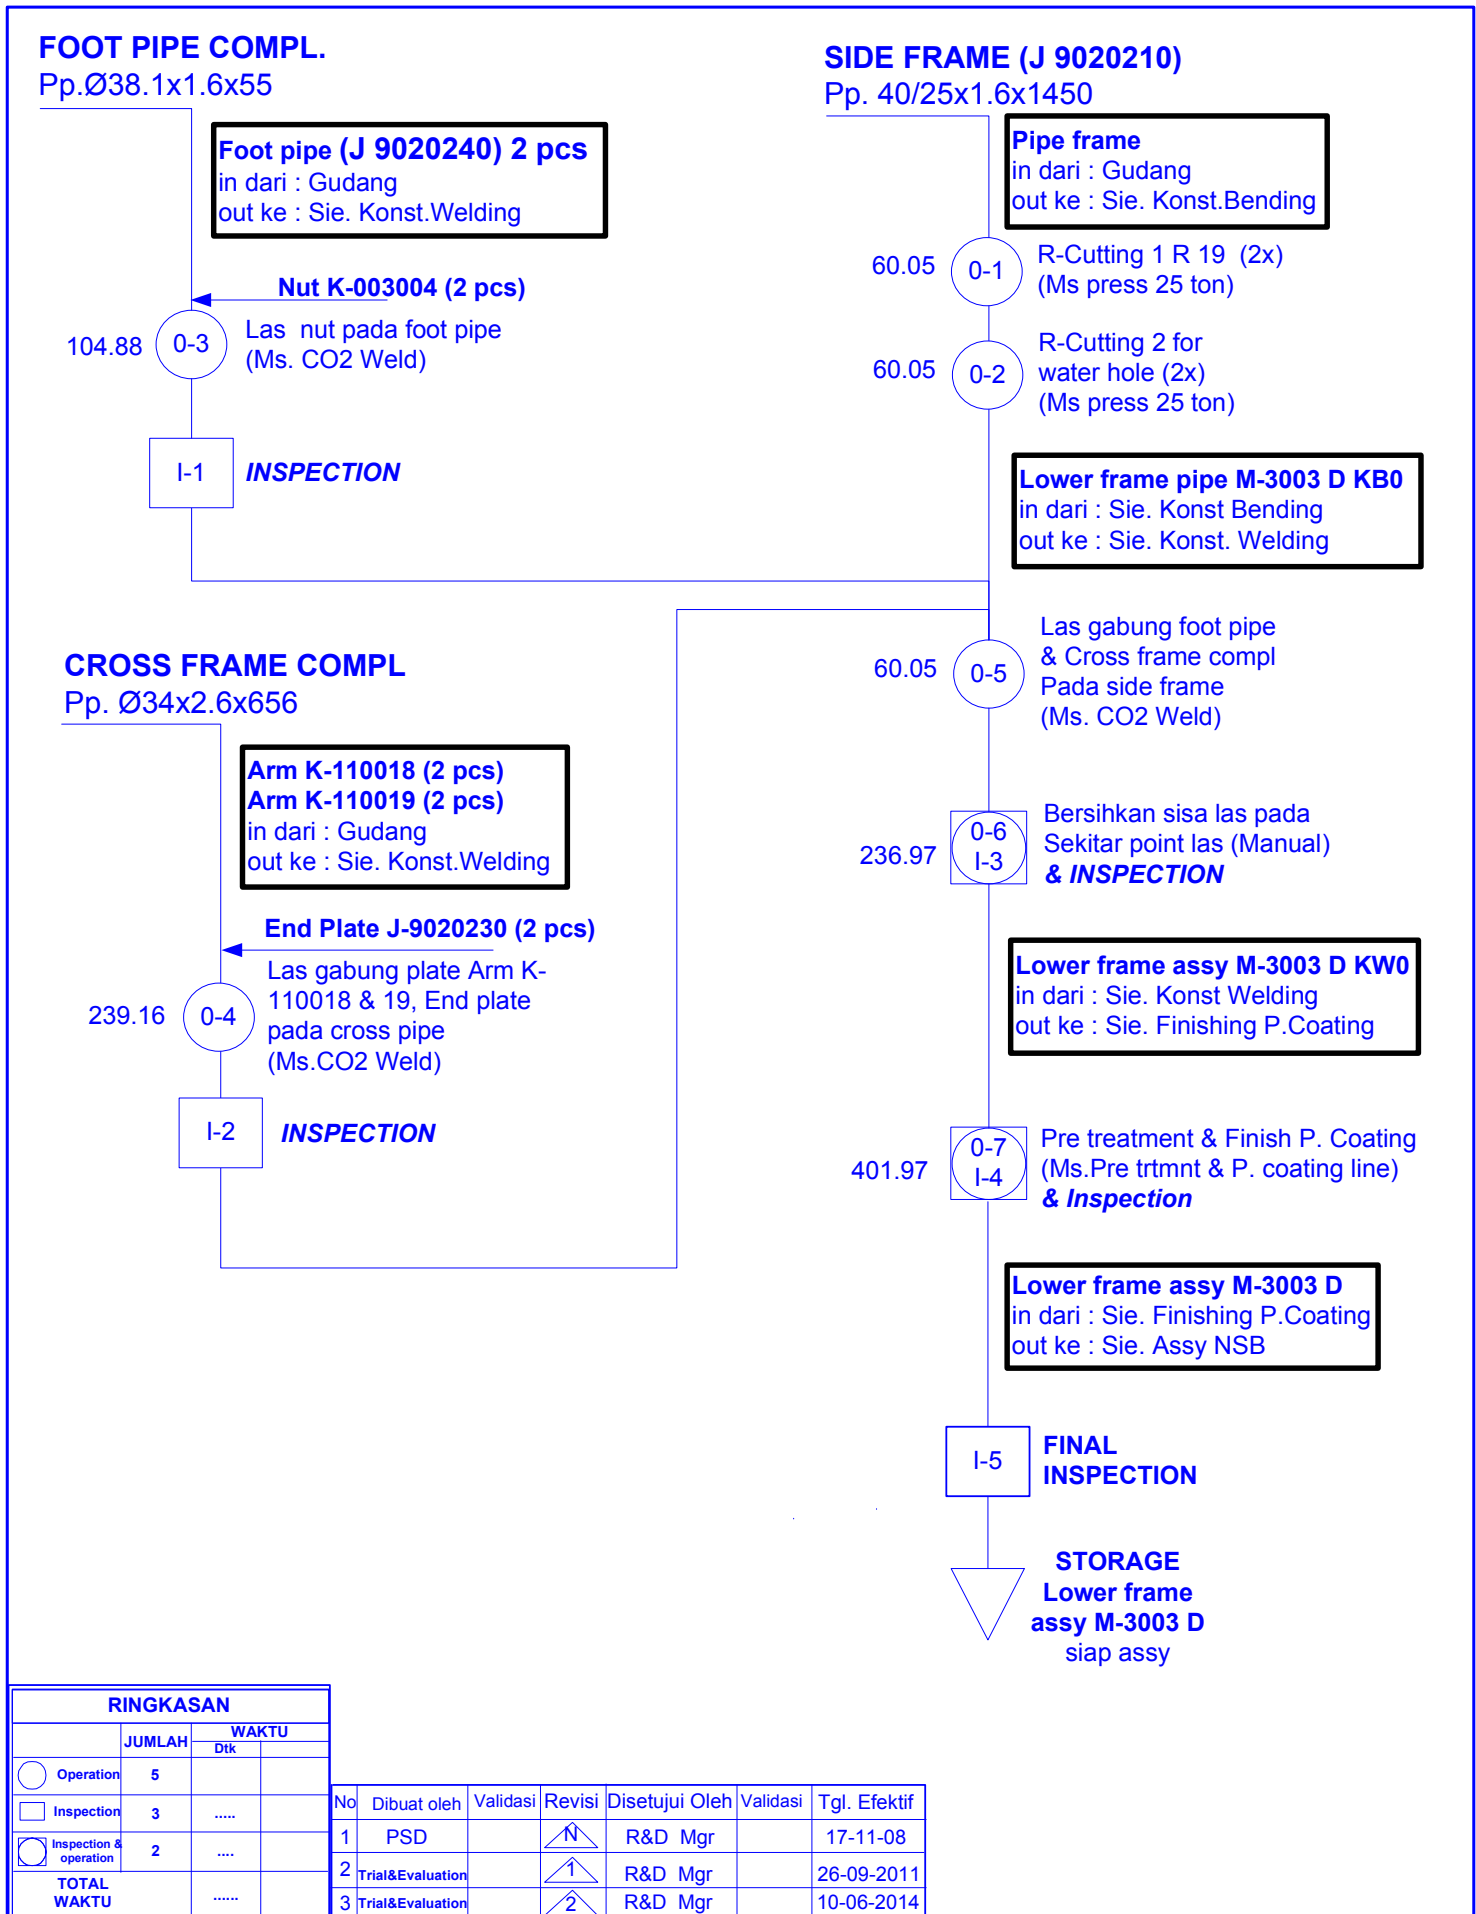 FOOT PIPE COMPL.
Pp.Ø38.1x1.6x55
Foot pipe (J 9020240) 2 pcs
in dari : Gudang
out ke : Sie. Konst.Welding
Nut K-003004 (2 pcs)
104.88
0-3
Las  nut pada foot pipe
(Ms. CO2 Weld)
I-1
INSPECTION
CROSS FRAME COMPL
Pp. Ø34x2.6x656
Arm K-110018 (2 pcs)
Arm K-110019 (2 pcs)
in dari : Gudang
out ke : Sie. Konst.Welding
End Plate J-9020230 (2 pcs)
239.16
0-4
Las gabung plate Arm K-
110018 & 19, End plate
pada cross pipe
(Ms.CO2 Weld)
I-2
INSPECTION
SIDE FRAME (J 9020210)
Pp. 40/25x1.6x1450
Pipe frame
in dari : Gudang
out ke : Sie. Konst.Bending
60.05
0-1
R-Cutting 1 R 19  (2x)
(Ms press 25 ton)
60.05
0-2
R-Cutting 2 for
water hole (2x)
(Ms press 25 ton)
Lower frame pipe M-3003 D KB0
in dari : Sie. Konst Bending
out ke : Sie. Konst. Welding
60.05
0-5
Las gabung foot pipe
& Cross frame compl
Pada side frame
(Ms. CO2 Weld)
236.97
0-6
I-3
Bersihkan sisa las pada
Sekitar point las (Manual)
& INSPECTION
Lower frame assy M-3003 D KW0
in dari : Sie. Konst Welding
out ke : Sie. Finishing P.Coating
401.97
0-7
I-4
Pre treatment & Finish P. Coating
(Ms.Pre trtmnt & P. coating line)
& Inspection
Lower frame assy M-3003 D
in dari : Sie. Finishing P.Coating
out ke : Sie. Assy NSB
I-5
FINAL
INSPECTION
STORAGE
Lower frame
assy M-3003 D
siap assy
RINGKASAN
JUMLAH WAKTU
Dtk
Operation 5
Inspection 3 .....
Inspection &
operation 2 ....
TOTAL
WAKTU ......
No Dibuat oleh Validasi Revisi Disetujui Oleh Validasi Tgl. Efektif
1 PSD N R&D  Mgr 17-11-08
2 Trial&Evaluation 1 R&D  Mgr 26-09-2011
3 Trial&Evaluation 2 R&D  Mgr 10-06-2014